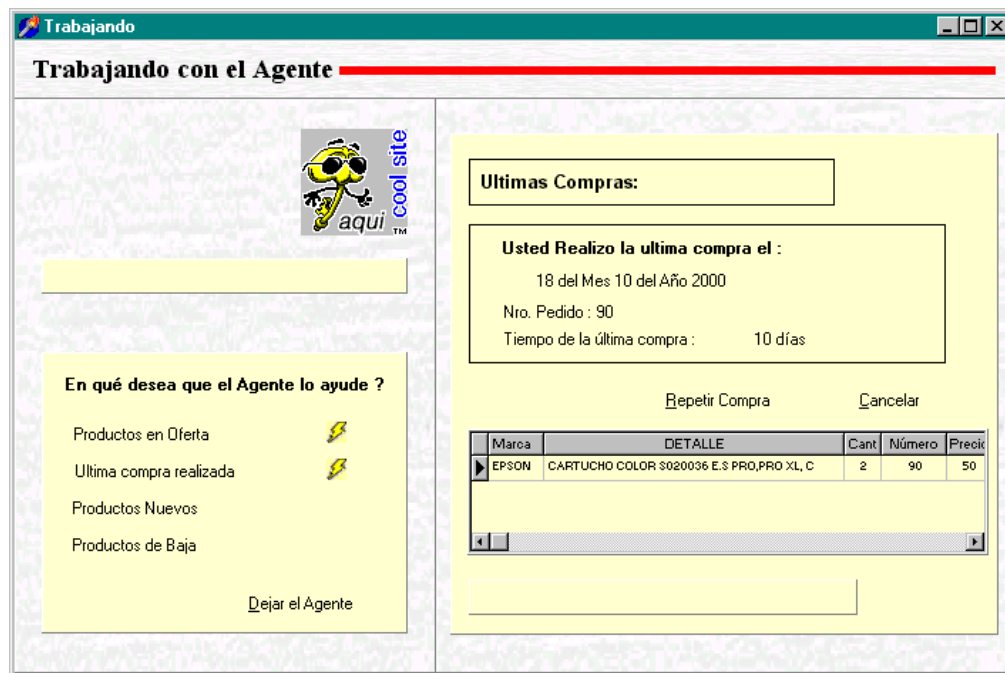 Trabajando
Trabajando con el Agente
cool site
aqui
TM
Ultimas Compras:
Usted Realizo la ultima compra el :
18 del Mes 10 del Año 2000
Nro. Pedido : 90
Tiempo de la última compra : 10 días
En qué desea que el Agente lo ayude ?
Productos en Oferta
Ultima compra realizada
Productos Nuevos
Productos de Baja
Dejar el Agente
Repetir Compra Cancelar
Marca DETALLE Cant Número Precio
EPSON CARTUCHO COLOR S020036 E.S PRO,PRO XL, C 2 90 50